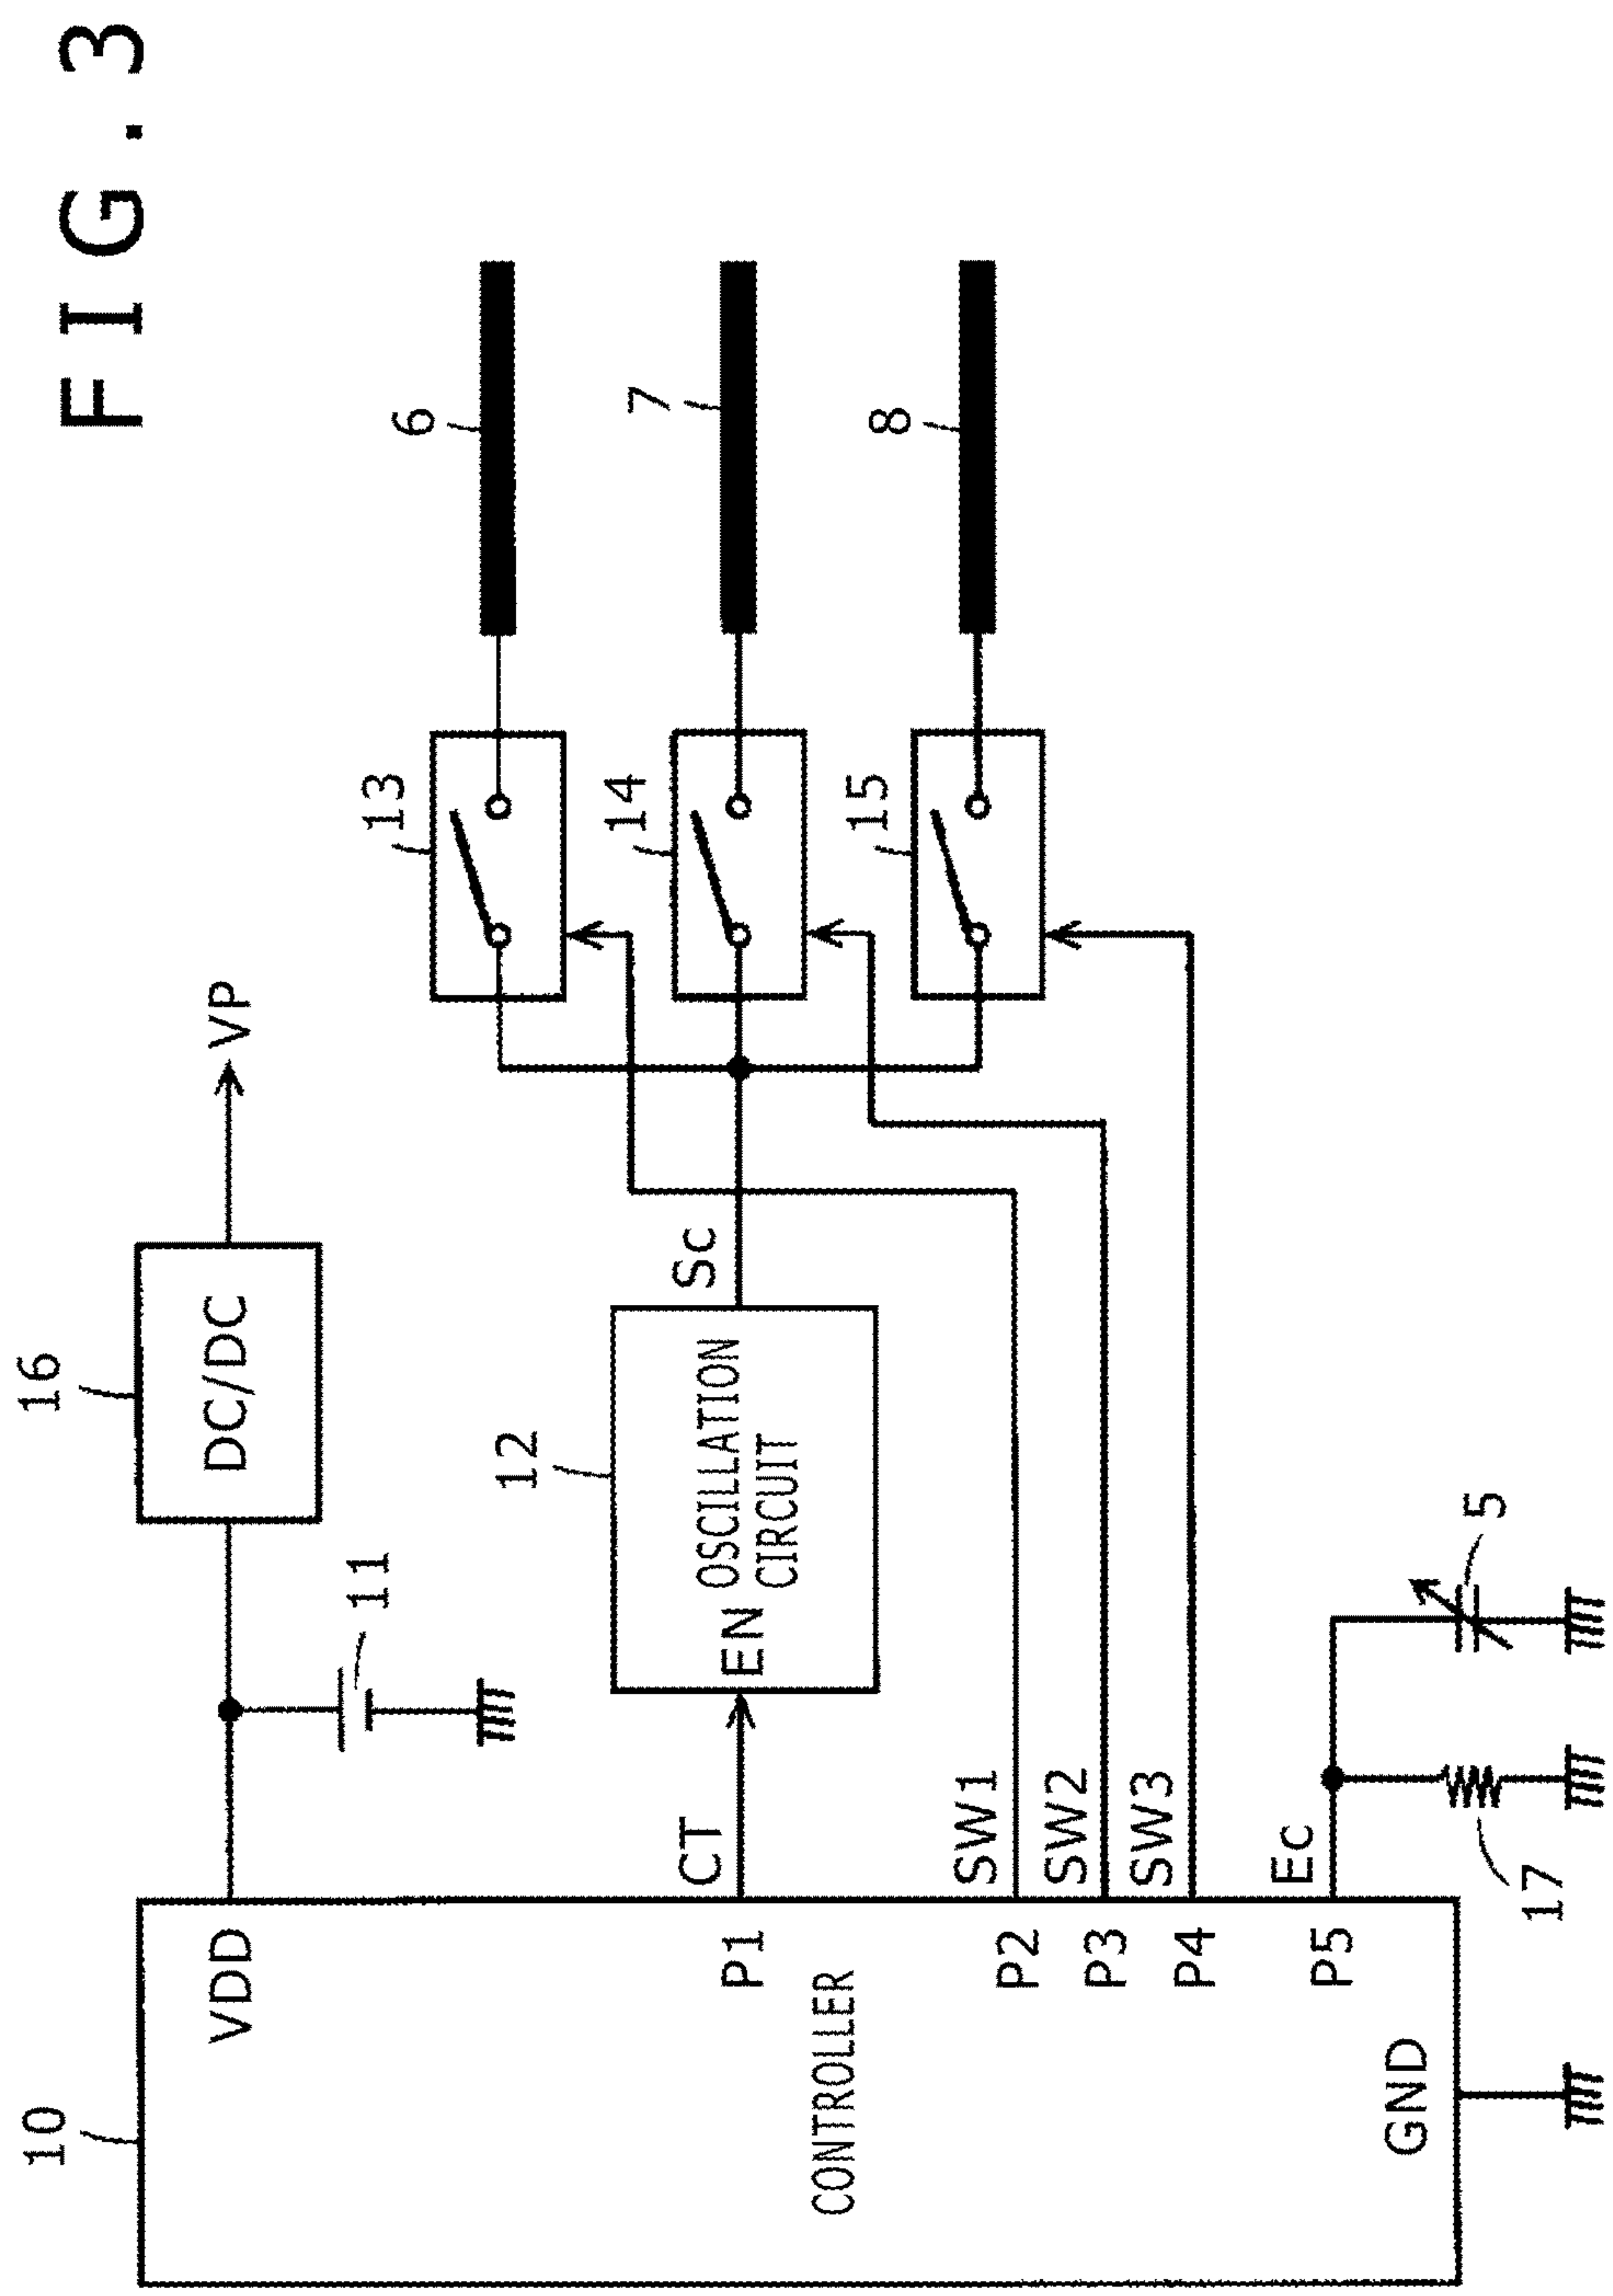 FIG.3
16
DC/DC
VP
11
10
VDD
12
CT
EN
OSCILLATION
CIRCUIT
Sc
13
6
14
7
15
8
P1
CONTROLLER
SW1
P2
SW2
P3
SW3
P4
Ec
P5
5
17
GND